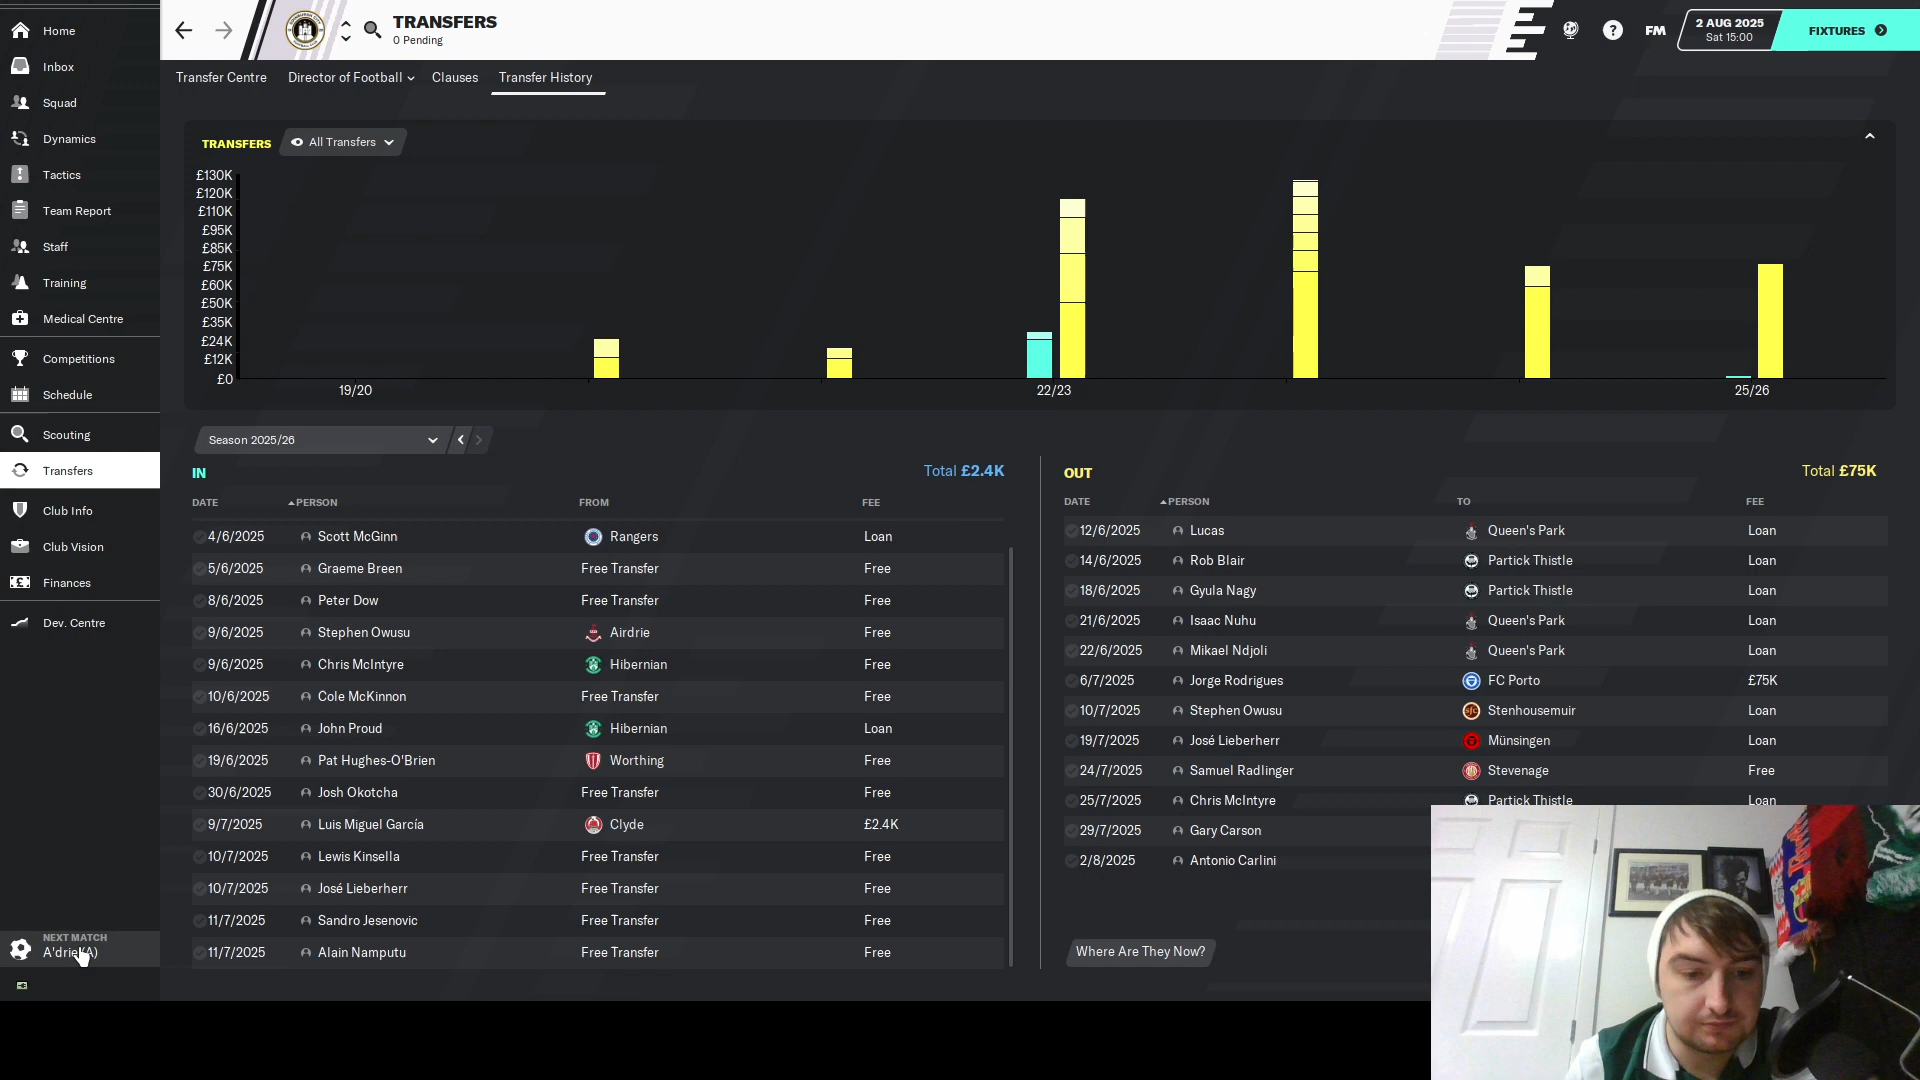 Home
Inbox
Squad
Dynamics
Tactics
Team Report
Staff
Training
Medical Centre
Competitions
Schedule
Scouting
Transfers
Club Info
Club Vision
Finances
Dev. Centre
NEXT MATCH
TRANSFERS
0 Pending
?
FM
2 AUG 2025
Sat 15:00
FIXTURES
Transfer Centre
Director of Football
Clauses
Transfer History
TRANSFERS
All Transfers
£130K
£120K
£110K
£95K
£85K
£75K
£60K
£50K
£35K
£24K
£12K
£0
19/20
22/23
25/26
Season 2025/26
IN
Total £2.4K
DATE PERSON FROM FEE
4/6/2025 Scott McGinn Rangers Loan
5/6/2025 Graeme Breen Free Transfer Free
8/6/2025 Peter Dow Free Transfer Free
9/6/2025 Stephen Owusu Airdrie Free
9/6/2025 Chris McIntyre Hibernian Free
10/6/2025 Cole McKinnon Free Transfer Free
16/6/2025 John Proud Hibernian Loan
19/6/2025 Pat Hughes-O'Brien Worthing Free
30/6/2025 Josh Okotcha Free Transfer Free
9/7/2025 Luis Miguel García Clyde £2.4K
10/7/2025 Lewis Kinsella Free Transfer Free
10/7/2025 José Lieberherr Free Transfer Free
11/7/2025 Sandro Jesenovic Free Transfer Free
11/7/2025 Alain Namputu Free Transfer Free
OUT
Total £75K
DATE PERSON TO FEE
12/6/2025 Lucas Queen's Park Loan
14/6/2025 Rob Blair Partick Thistle Loan
18/6/2025 Gyula Nagy Partick Thistle Loan
21/6/2025 Isaac Nuhu Queen's Park Loan
22/6/2025 Mikael Ndjoli Queen's Park Loan
6/7/2025 Jorge Rodrigues FC Porto £75K
10/7/2025 Stephen Owusu Stenhousemuir Loan
19/7/2025 José Lieberherr Münsingen Loan
24/7/2025 Samuel Radlinger Stevenage Free
25/7/2025 Chris McIntyre Partick Thistle Loan
29/7/2025 Gary Carson
2/8/2025 Antonio Carlini
Where Are They Now?